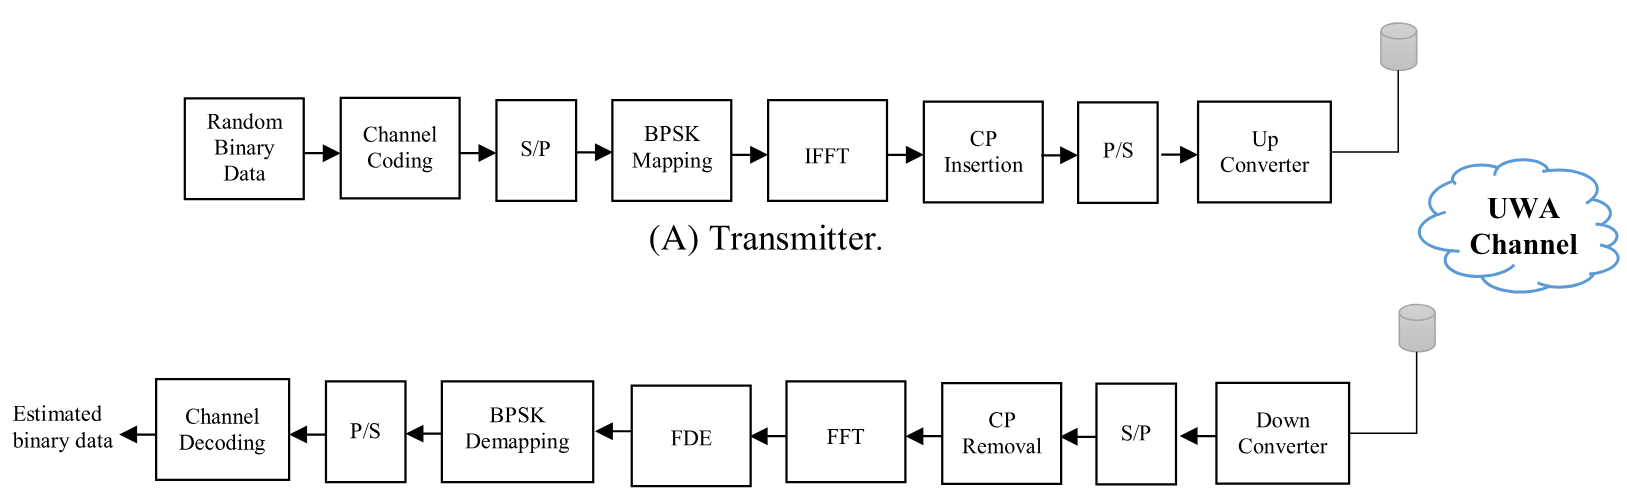 Random
Binary
Data
Channel
Coding
S/P
BPSK
Mapping
IFFT
CP
Insertion
P/S
Up
Converter
(A) Transmitter.
UWA
Channel
Estimated
binary data
Channel
Decoding
P/S
BPSK
Demapping
FDE
FFT
CP
Removal
S/P
Down
Converter